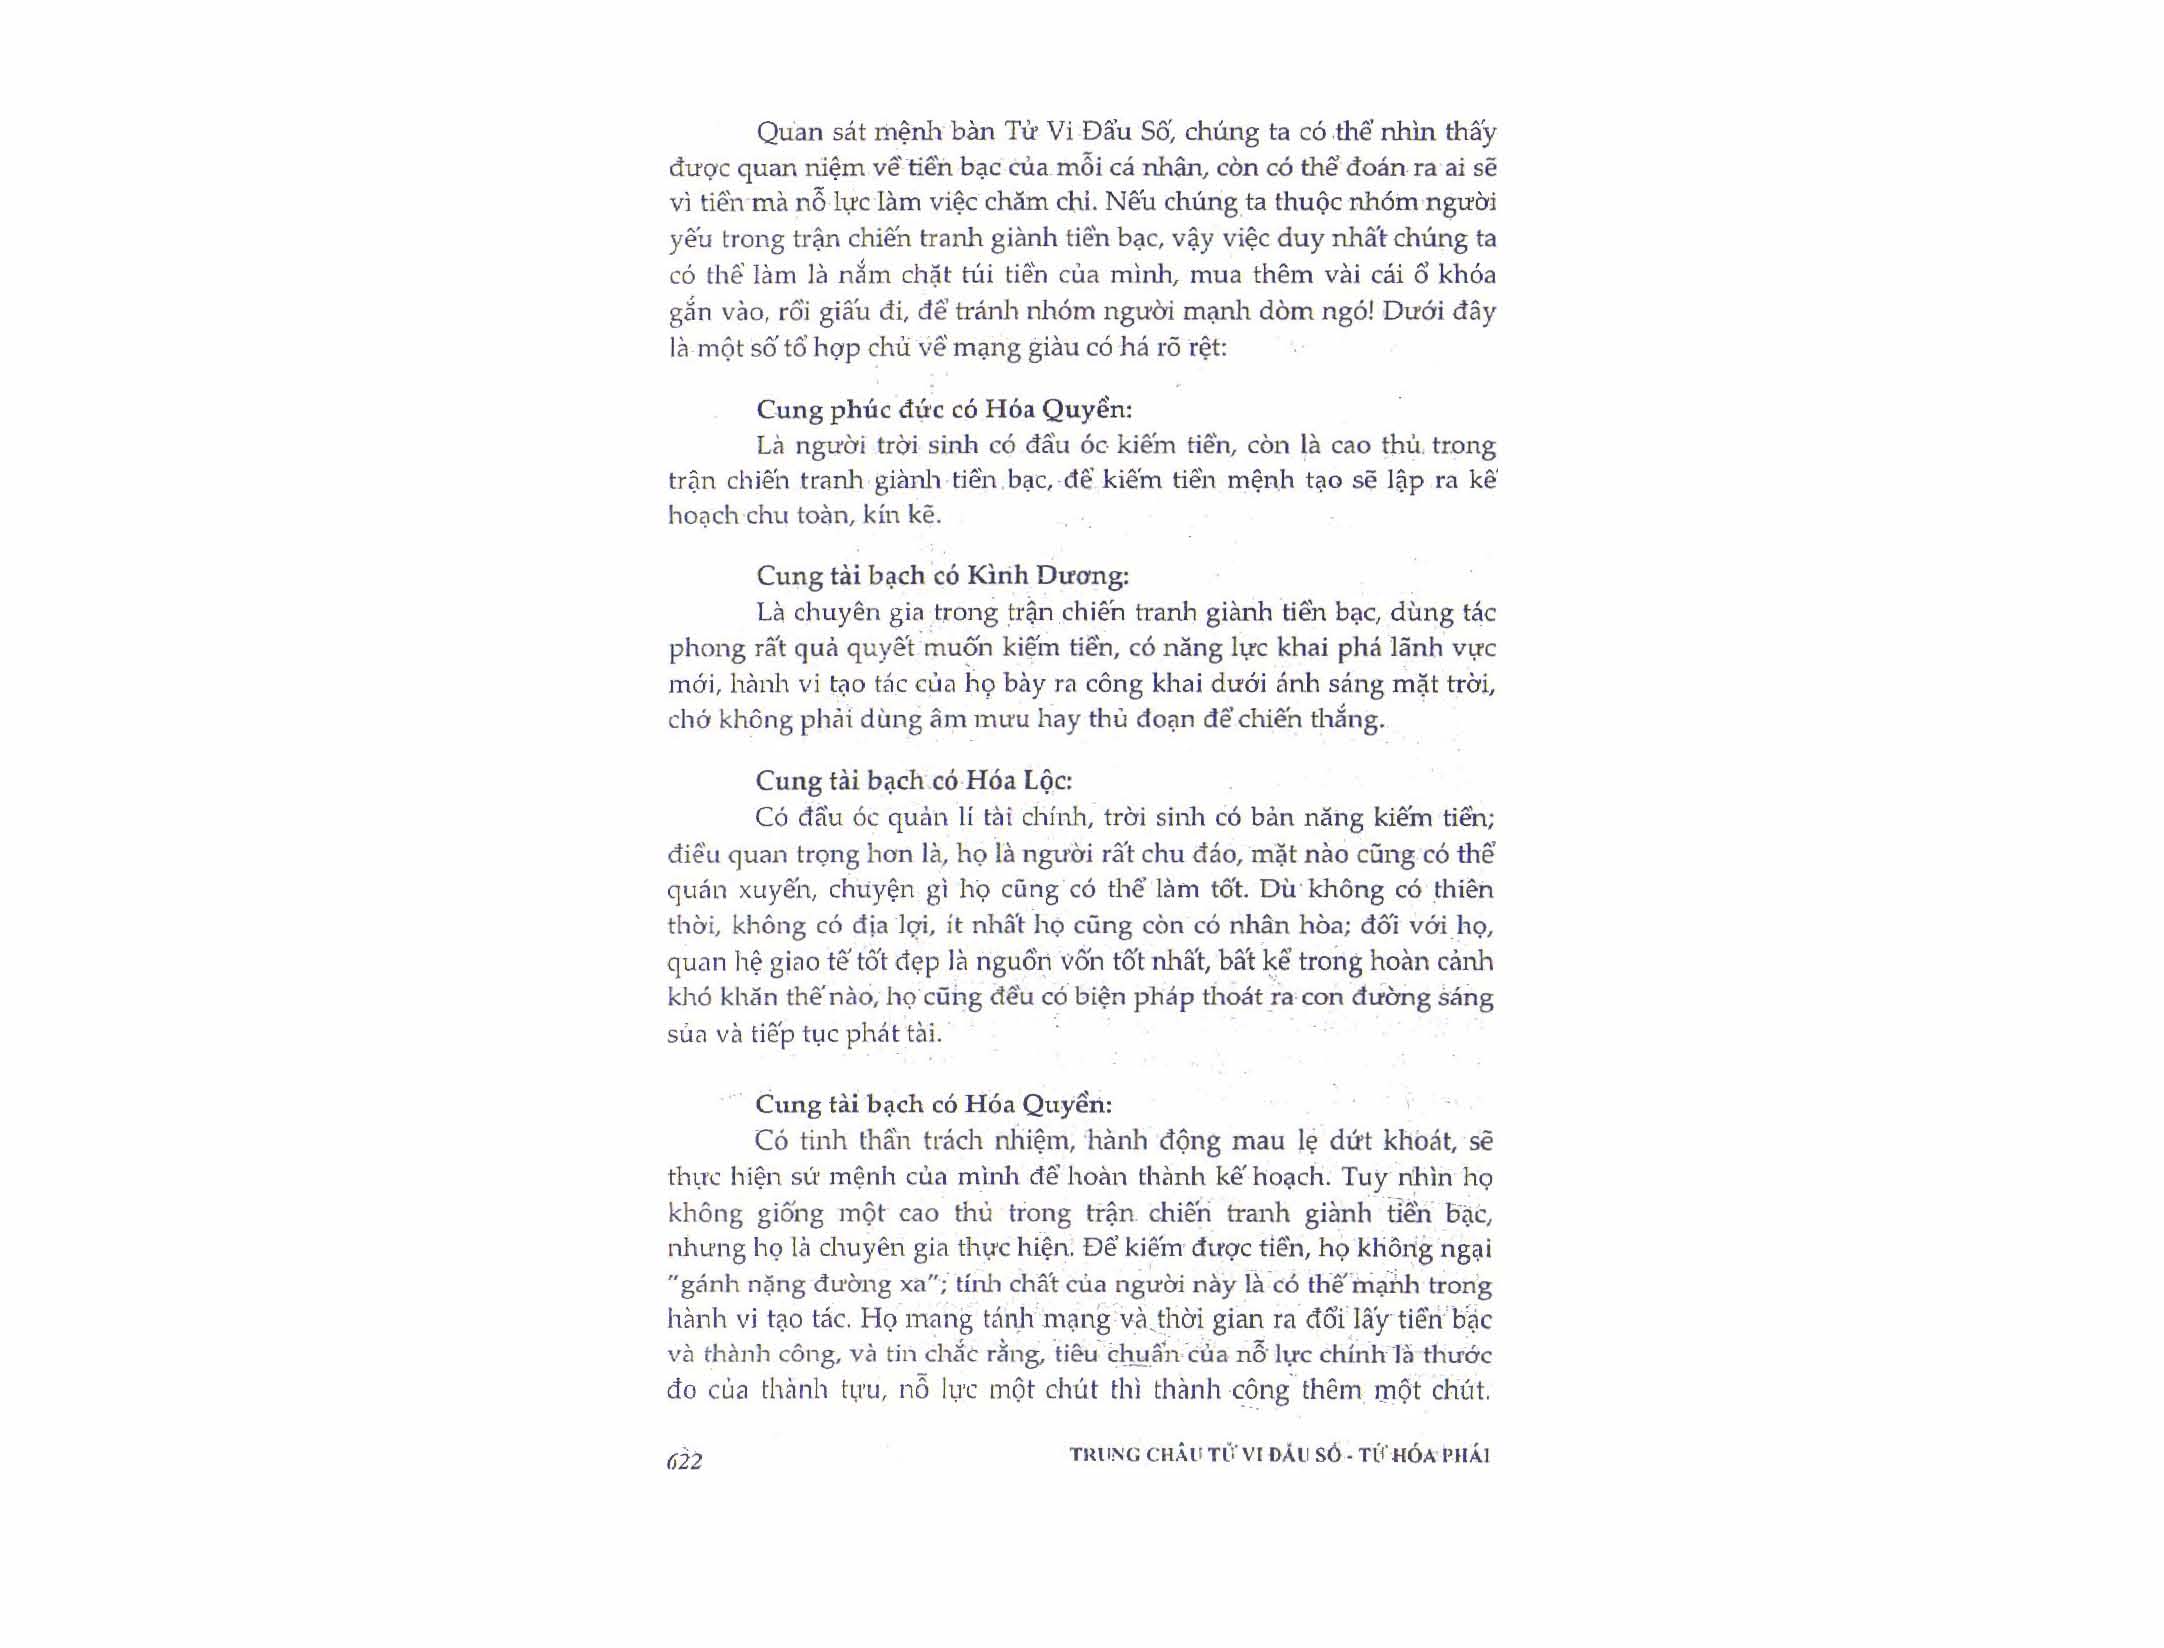 Quan sát mệnh bàn Tử Vi Đẩu Số, chúng ta có thể nhìn thấy
được quan niệm về tiền bạc của mỗi cá nhân, còn có thể đoán ra ai sẽ
vì tiền mà nỗ lực làm việc chăm chỉ. Nếu chúng ta thuộc nhóm người
yếu trong trận chiến tranh giành tiền bạc, vậy việc duy nhất chúng ta
có thể làm là nắm chặt túi tiền của mình, mua thêm vài cái ổ khóa
gắn vào, rồi giấu đi, để tránh nhóm người mạnh dòm ngó! Dưới đây
là một số tổ hợp chủ về mạng giàu có há rõ rệt:
Cung phúc đức có Hóa Quyền:
Là người trời sinh có đầu óc kiếm tiền, còn là cao thủ trong
trận chiến tranh giành tiền bạc, để kiếm tiền mệnh tạo sẽ lập ra kế
hoạch chu toàn, kín kẽ.
Cung tài bạch có Kình Dương:
Là chuyên gia trong trận chiến tranh giành tiền bạc, dùng tác
phong rất quả quyết muốn kiếm tiền, có năng lực khai phá lãnh vực
mới, hành vi tạo tác của họ bày ra công khai dưới ánh sáng mặt trời,
chớ không phải dùng âm mưu hay thủ đoạn để chiến thắng.
Cung tài bạch có Hóa Lộc:
Có đầu óc quản lí tài chính, trời sinh có bản năng kiếm tiền;
điều quan trọng hơn là, họ là người rất chu đáo, mặt nào cũng có thể
quán xuyến, chuyện gì họ cũng có thể làm tốt. Dù không có thiên
thời, không có địa lợi, ít nhất họ cũng còn có nhân hòa; đối với họ,
quan hệ giao tế tốt đẹp là nguồn vốn tốt nhất, bất kể trong hoàn cảnh
khó khăn thế nào, họ cũng đều có biện pháp thoát ra con đường sáng
sủa và tiếp tục phát tài.
Cung tài bạch có Hóa Quyền:
Có tinh thần trách nhiệm, hành động mau lẹ dứt khoát, sẽ
thực hiện sứ mệnh của mình để hoàn thành kế hoạch. Tuy nhìn họ
không giống một cao thủ trong trận chiến tranh giành tiền bạc,
nhưng họ là chuyên gia thực hiện. Để kiếm được tiền, họ không ngại
"gánh nặng đường xa"; tính chất của người này là có thế mạnh trong
hành vi tạo tác. Họ mang tánh mạng và thời gian ra đổi lấy tiền bạc
và thành công, và tin chắc rằng, tiêu chuẩn của nỗ lực chính là thước
đo của thành tựu, nỗ lực một chút thì thành công thêm một chút.
622 TRUNG CHÂU TỬ VI ĐẨU SỐ - TỨ HÓA PHÁI